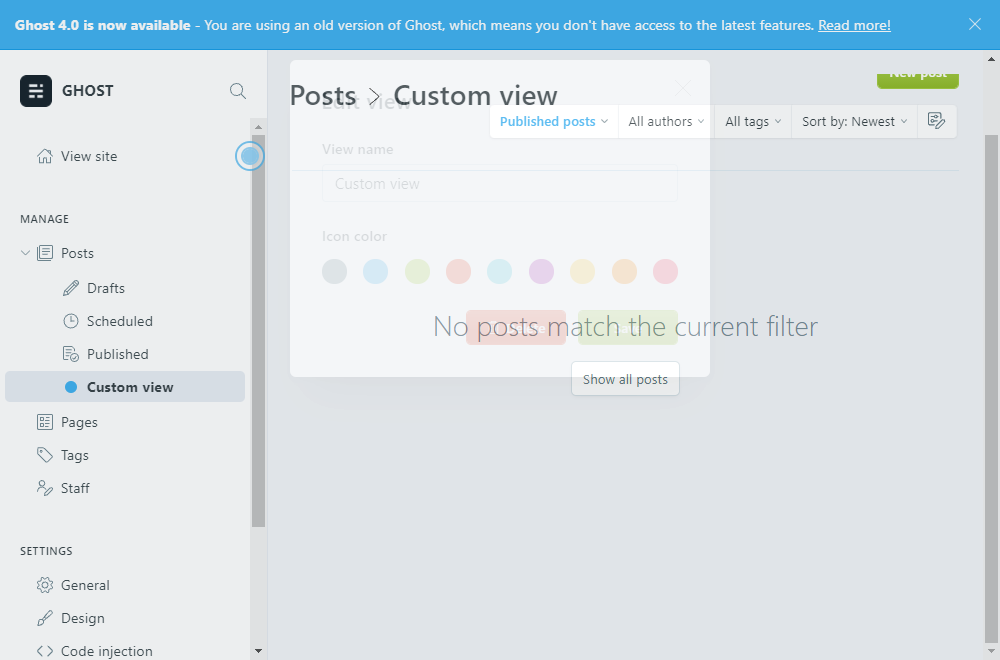 Ghost 4.0 is now available - You are using an old version of Ghost, which means you don't have access to the latest features. Read more!
GHOST
View site
MANAGE
Posts
Drafts
Scheduled
Published
Custom view
Pages
Tags
Staff
SETTINGS
General
Design
Code injection
Posts > Custom view
New post
Edit view
Published posts
All authors
All tags
Sort by: Newest
View name
Custom view
Icon color
No posts match the current filter
Show all posts